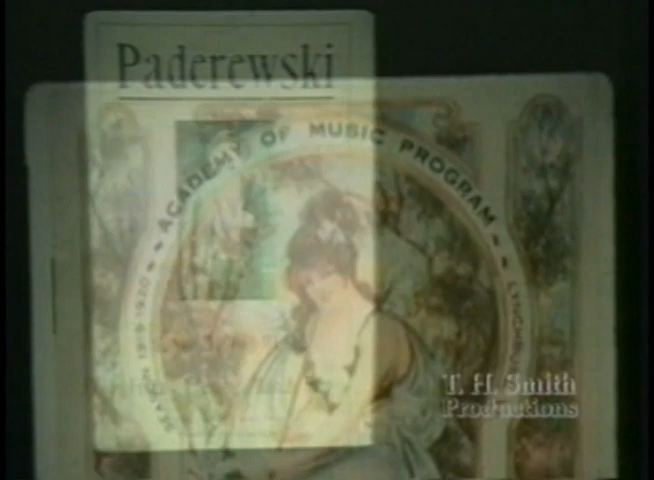 Paderewski
ACADEMY OF MUSIC PROGRAM
T. H. Smith
Productions